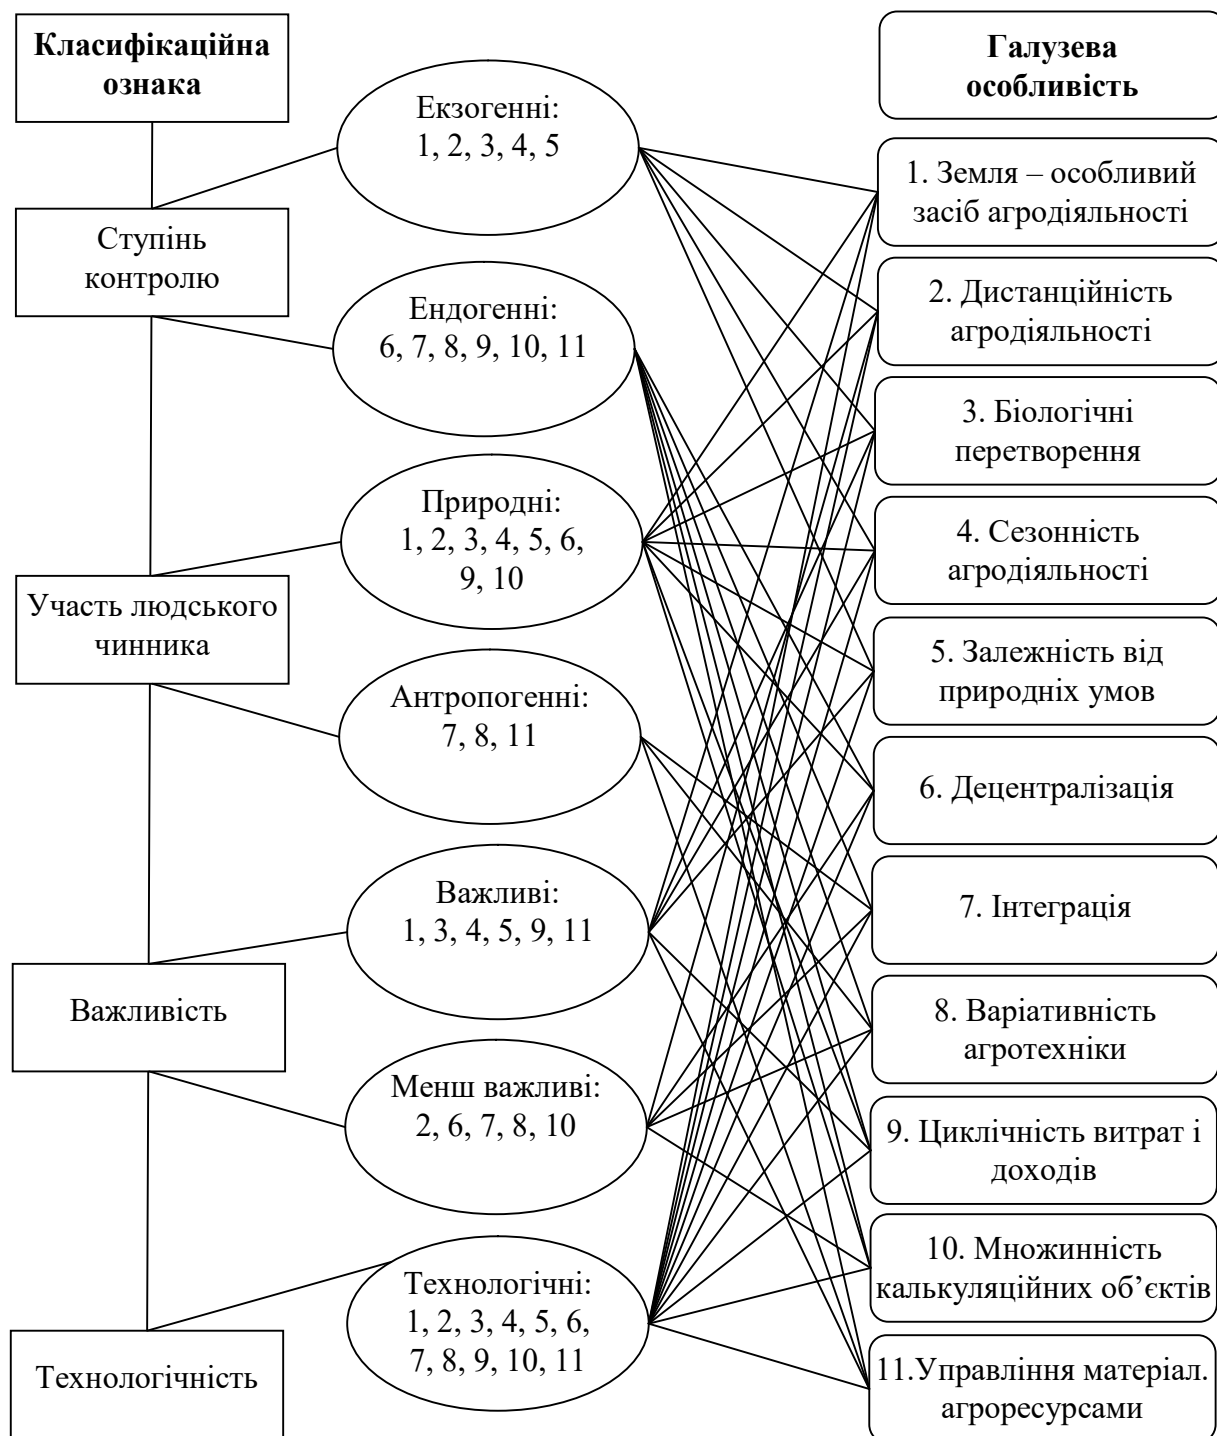 Класифікаційна
ознака
Ступінь
контролю
Участь людського
чинника
Важливість
Технологічність
Екзогенні:
1, 2, 3, 4, 5
Ендогенні:
6, 7, 8, 9, 10, 11
Природні:
1, 2, 3, 4, 5, 6,
9, 10
Антропогенні:
7, 8, 11
Важливі:
1, 3, 4, 5, 9, 11
Менш важливі:
2, 6, 7, 8, 10
Технологічні:
1, 2, 3, 4, 5, 6,
7, 8, 9, 10, 11
Галузева
особливість
1. Земля – особливий
засіб агродіяльності
2. Дистанційність
агродіяльності
3. Біологічні
перетворення
4. Сезонність
агродіяльності
5. Залежність від
природніх умов
6. Децентралізація
7. Інтеграція
8. Варіативність
агротехніки
9. Циклічність витрат і
доходів
10. Множинність
калькуляційних об’єктів
11.Управління матеріал.
агроресурсами